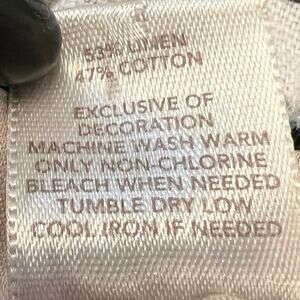 53% LINEN
47% COTTON
EXCLUSIVE OF
DECORATION
MACHINE WASH WARM
ONLY NON-CHLORINE
BLEACH WHEN NEEDED
TUMBLE DRY LOW
COOL IRON IF NEEDED